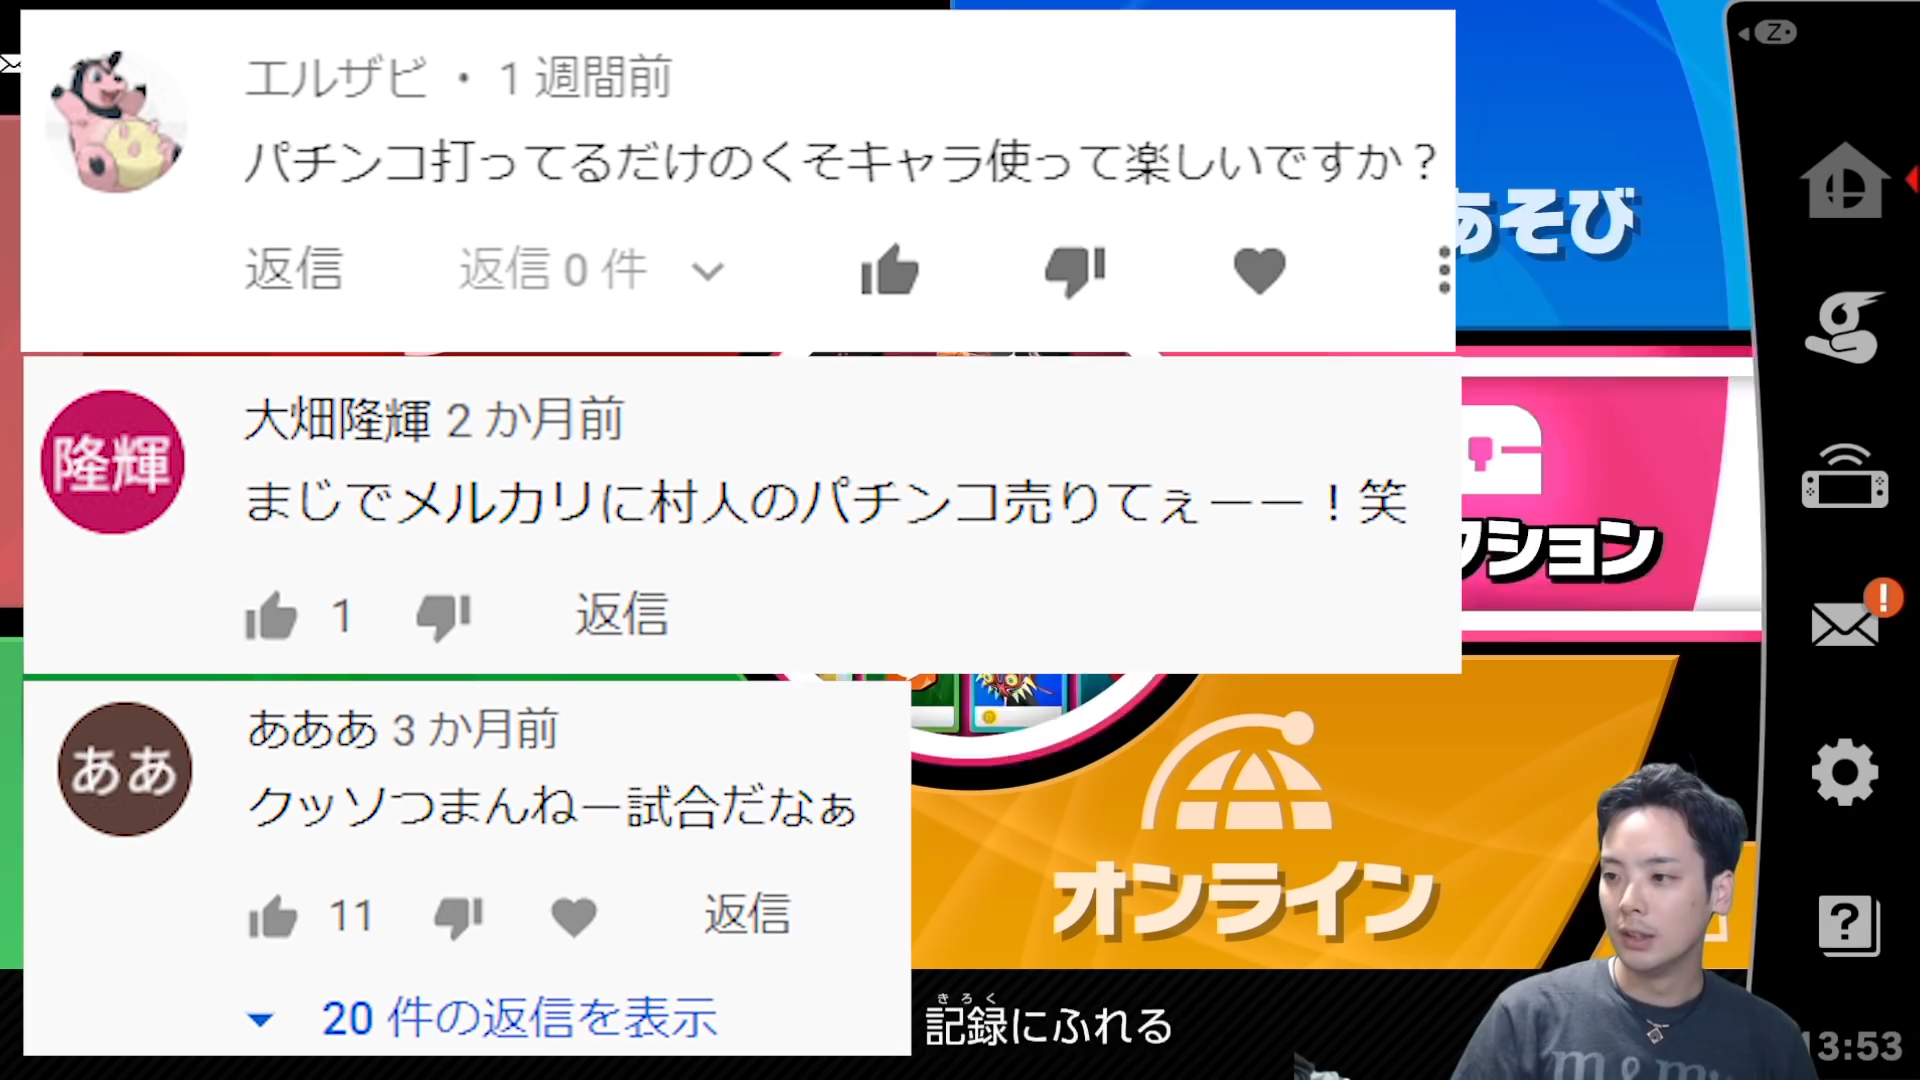 エルザビ・1 週間前
パチンコ打ってるだけのくそキャラ使って楽しいですか？
返信 返信 0 件
隆輝
大畑隆輝 2 か月前
まじでメルカリに村人のパチンコ売りてぇーー！笑
1 返信
ああ
あああ 3 か月前
クッソつまんねー試合だなぁ
11 返信
20 件の返信を表示
Z
あそび
クション
!
オンライン
?
きろく
記録にふれる
m & m
13:53